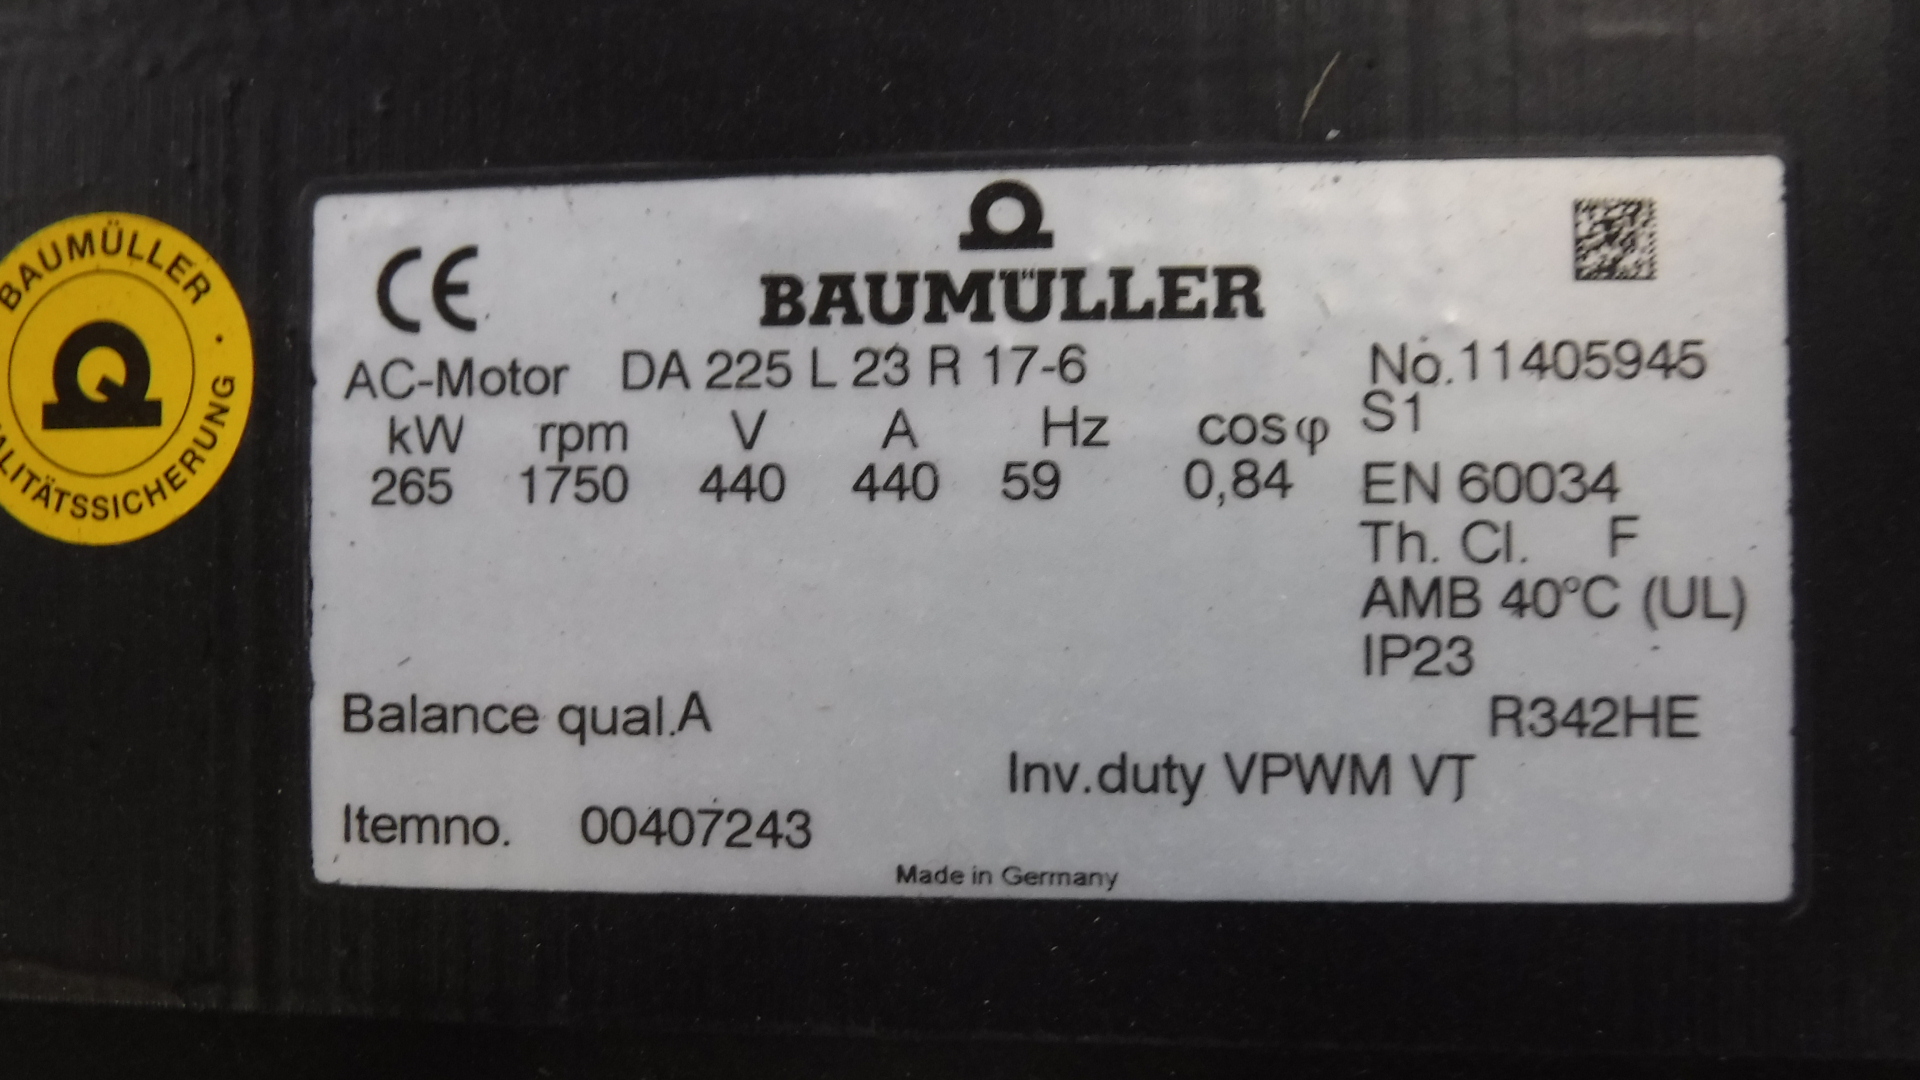 BAUMÜLLER ·
LITÄTSSICHERUNG
CE
BAUMÜLLER
AC-Motor DA 225 L 23 R 17-6 No.11405945
kW rpm V A Hz cosφ S1
265 1750 440 440 59 0,84 EN 60034
Th. Cl. F
AMB 40°C (UL)
IP23
Balance qual.A R342HE
Inv.duty VPWM VT
Itemno. 00407243
Made in Germany